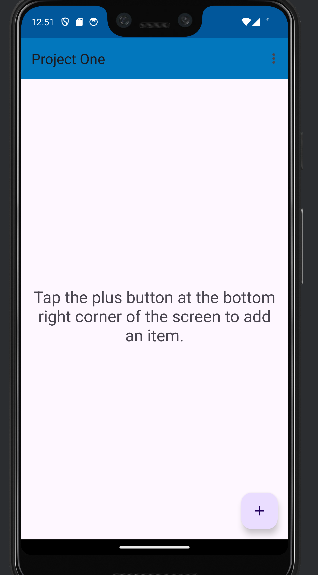 12:51
Project One
Tap the plus button at the bottom
right corner of the screen to add
an item.
+